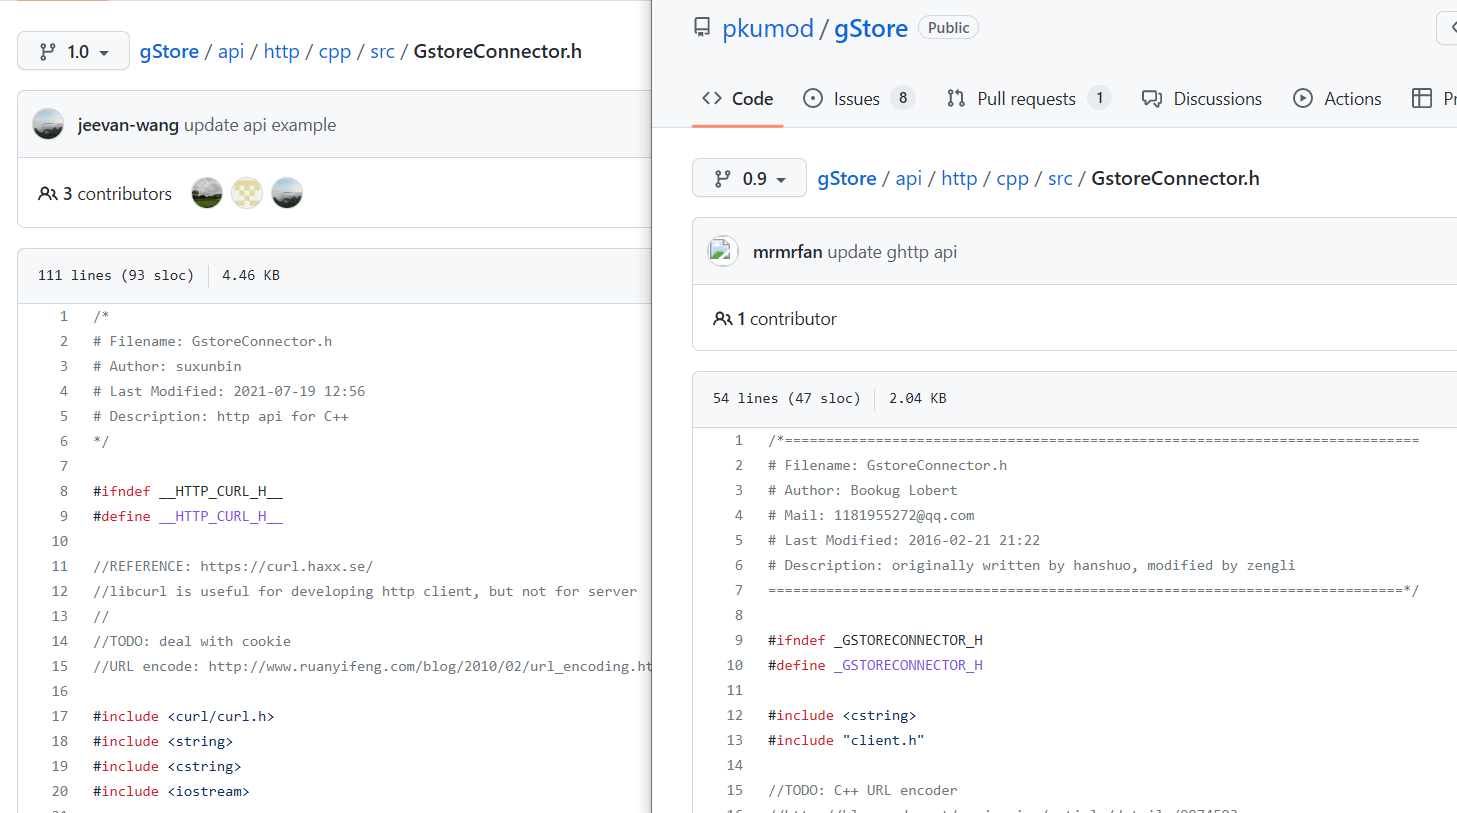 1.0 gStore / api / http / cpp / src / GstoreConnector.h
jeevan-wang update api example
3 contributors
111 lines (93 sloc) 4.46 KB
1 /*
2 # Filename: GstoreConnector.h
3 # Author: suxunbin
4 # Last Modified: 2021-07-19 12:56
5 # Description: http api for C++
6 */
7
8 #ifndef __HTTP_CURL_H__
9 #define __HTTP_CURL_H__
10
11 //REFERENCE: https://curl.haxx.se/
12 //libcurl is useful for developing http client, but not for server
13 //
14 //TODO: deal with cookie
15 //URL encode: http://www.ruanyifeng.com/blog/2010/02/url_encoding.ht
16
17 #include <curl/curl.h>
18 #include <string>
19 #include <cstring>
20 #include <iostream>
pkumod / gStore Public
Code Issues 8 Pull requests 1 Discussions Actions Pr
0.9 gStore / api / http / cpp / src / GstoreConnector.h
mrmrfan update ghttp api
1 contributor
54 lines (47 sloc) 2.04 KB
1 /*=============================================================================
2 # Filename: GstoreConnector.h
3 # Author: Bookug Lobert
4 # Mail: 1181955272@qq.com
5 # Last Modified: 2016-02-21 21:22
6 # Description: originally written by hanshuo, modified by zengli
7 =============================================================================*/
8
9 #ifndef _GSTORECONNECTOR_H
10 #define _GSTORECONNECTOR_H
11
12 #include <cstring>
13 #include "client.h"
14
15 //TODO: C++ URL encoder